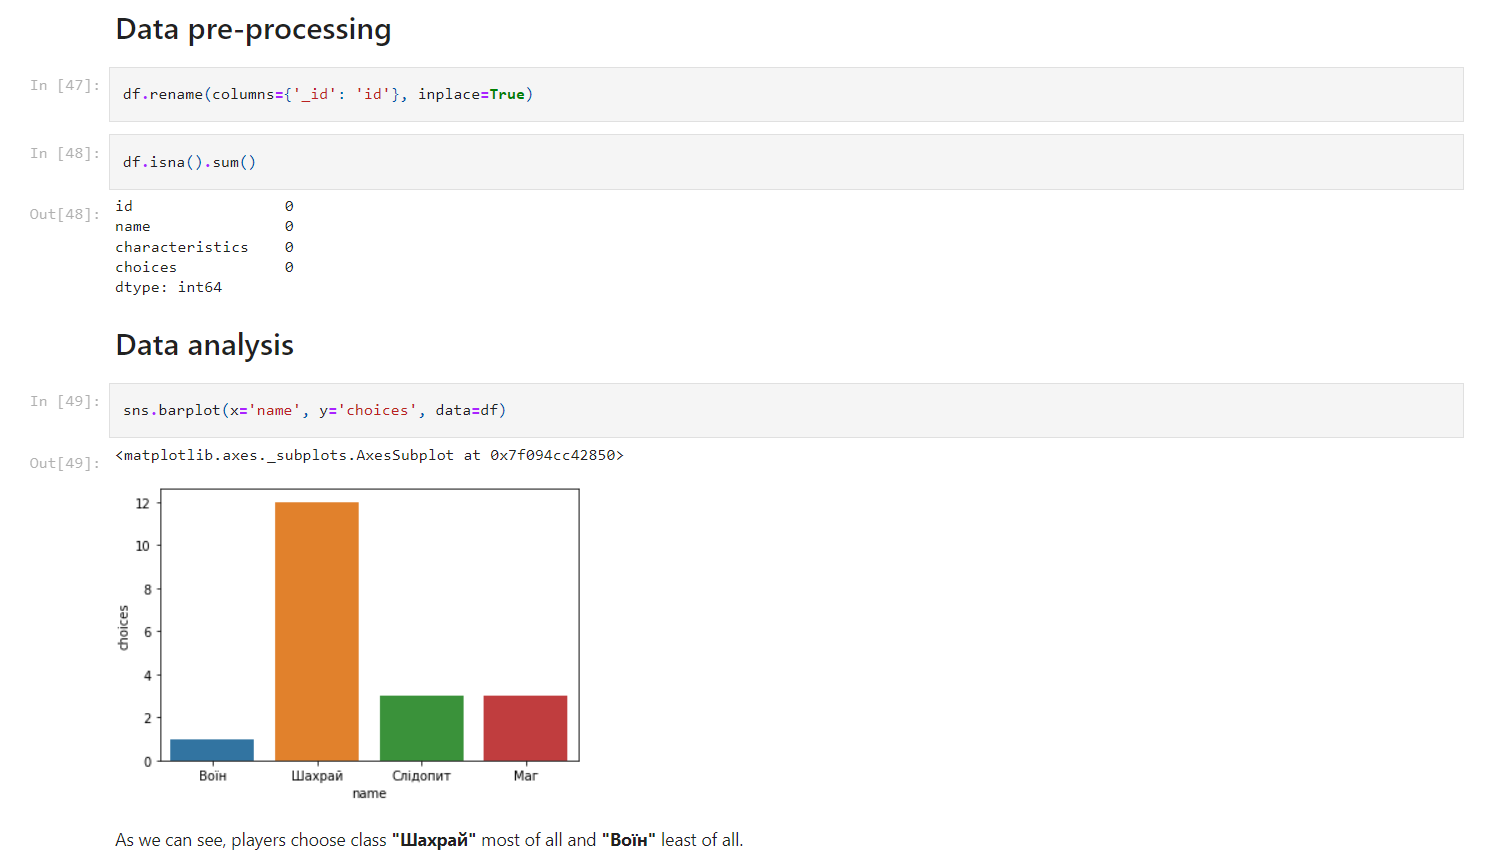 Data pre-processing
In [47]:
df.rename(columns={'_id': 'id'}, inplace=True)
In [48]:
df.isna().sum()
Out[48]:
id 0
name 0
characteristics 0
choices 0
dtype: int64
Data analysis
In [49]:
sns.barplot(x='name', y='choices', data=df)
Out[49]:
<matplotlib.axes._subplots.AxesSubplot at 0x7f094cc42850>
12
10
8
6
4
2
0
choices
Воїн Шахрай Слідопит Маг
name
As we can see, players choose class "Шахрай" most of all and "Воїн" least of all.